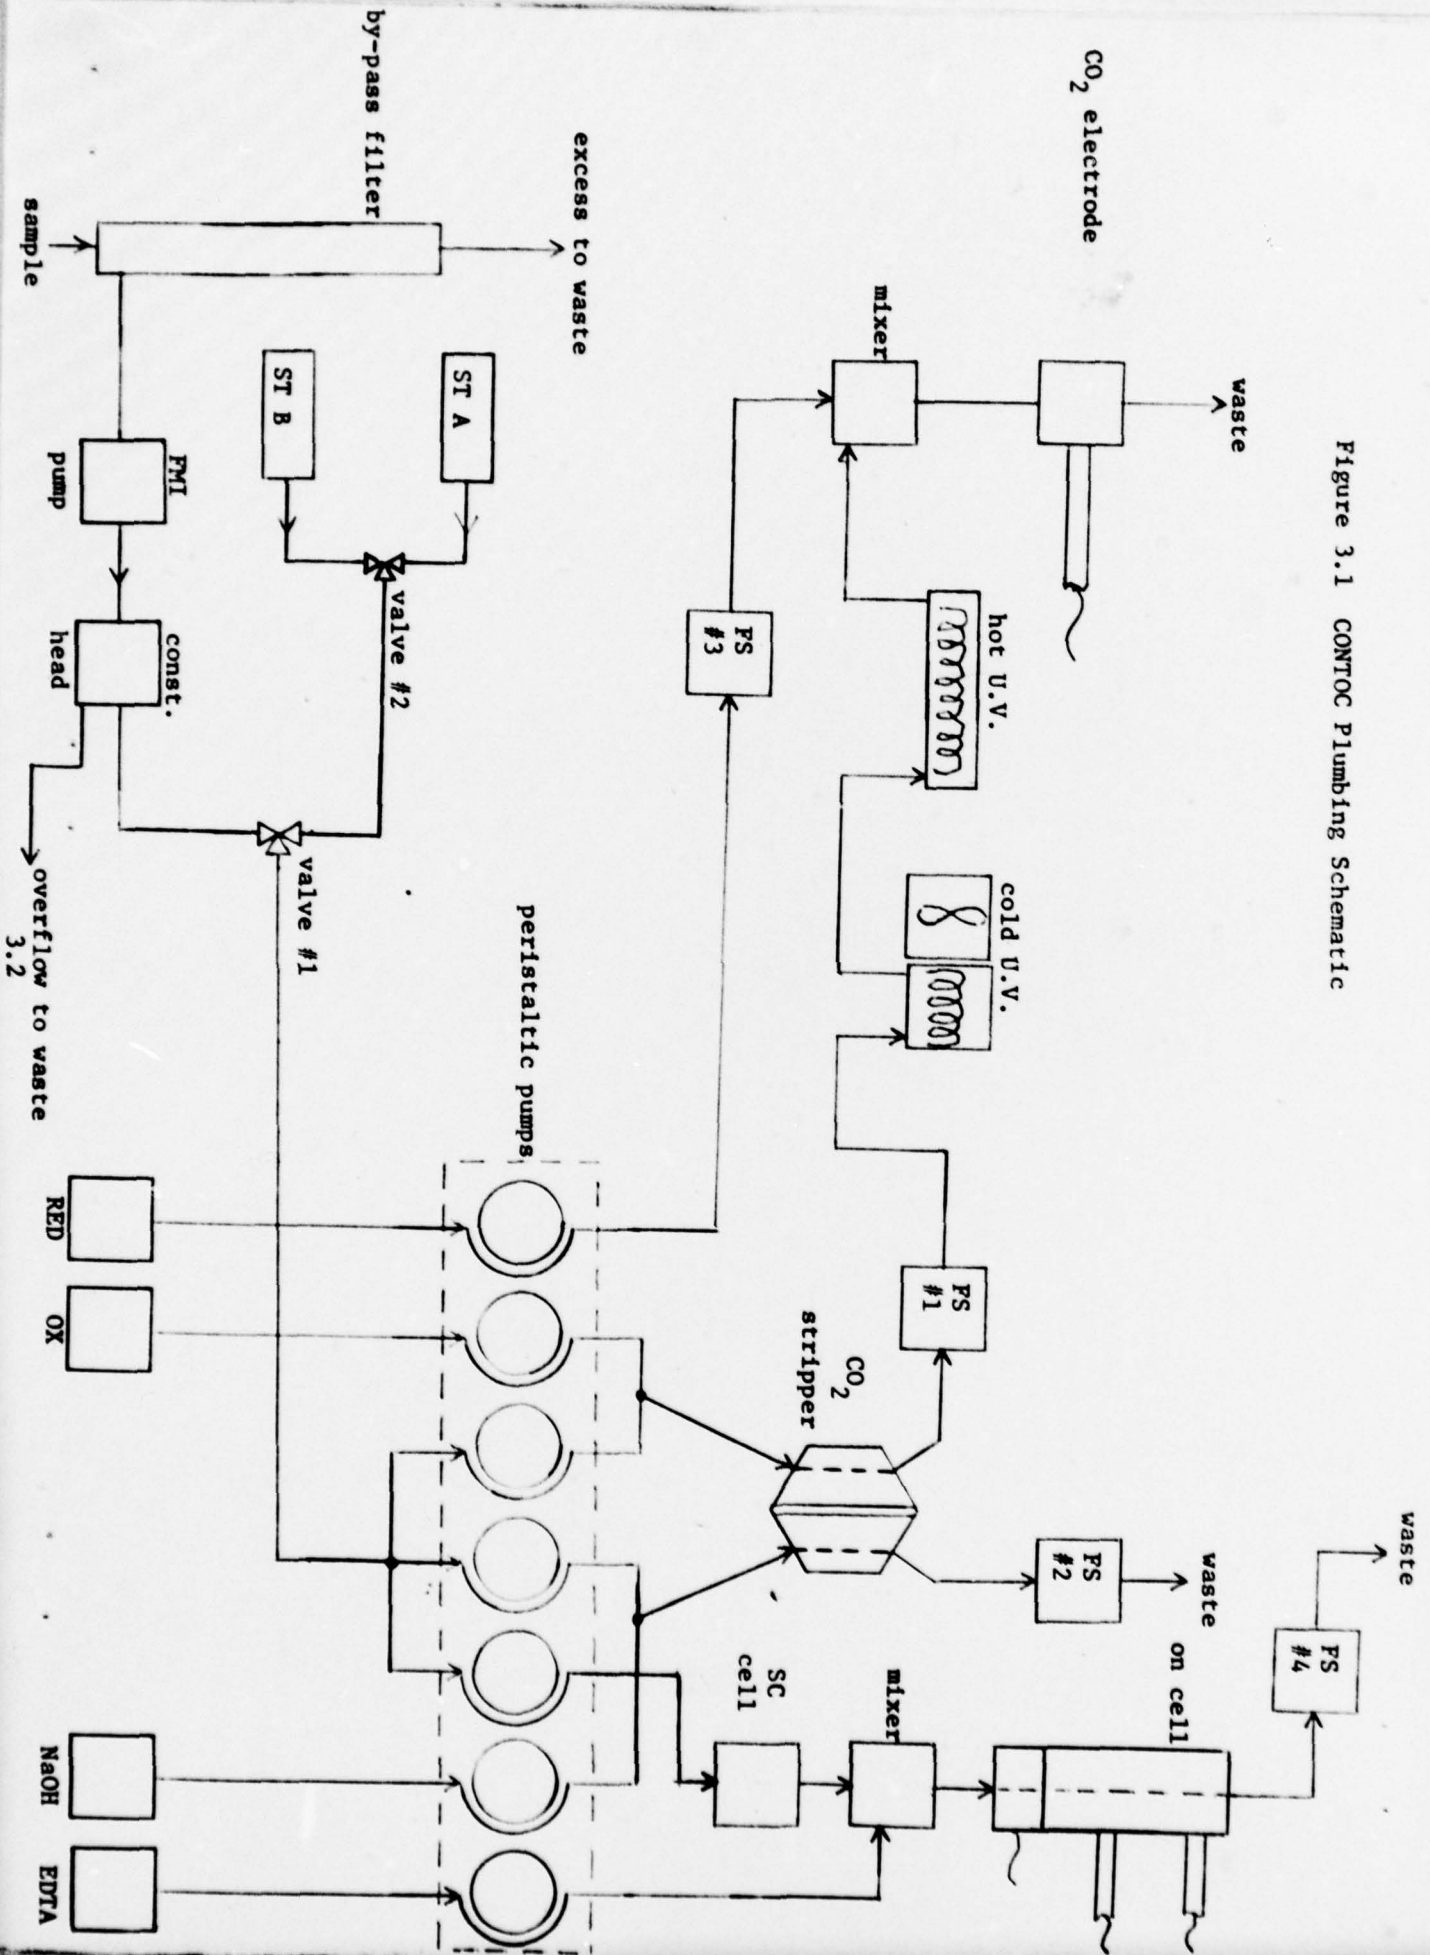 Figure 3.1 CONTOC Plumbing Schematic
CO2 electrode
waste
mixer
hot U.V.
cold U.V.
FS
#1
CO2
stripper
FS
#2
waste
waste
FS
#4
on cell
mixer
SC
cell
FS
#3
excess to waste
by-pass filter
sample
ST A
ST B
valve #2
FMI
pump
const.
head
valve #1
overflow to waste
3.2
peristaltic pumps
RED
OX
NaOH
EDTA